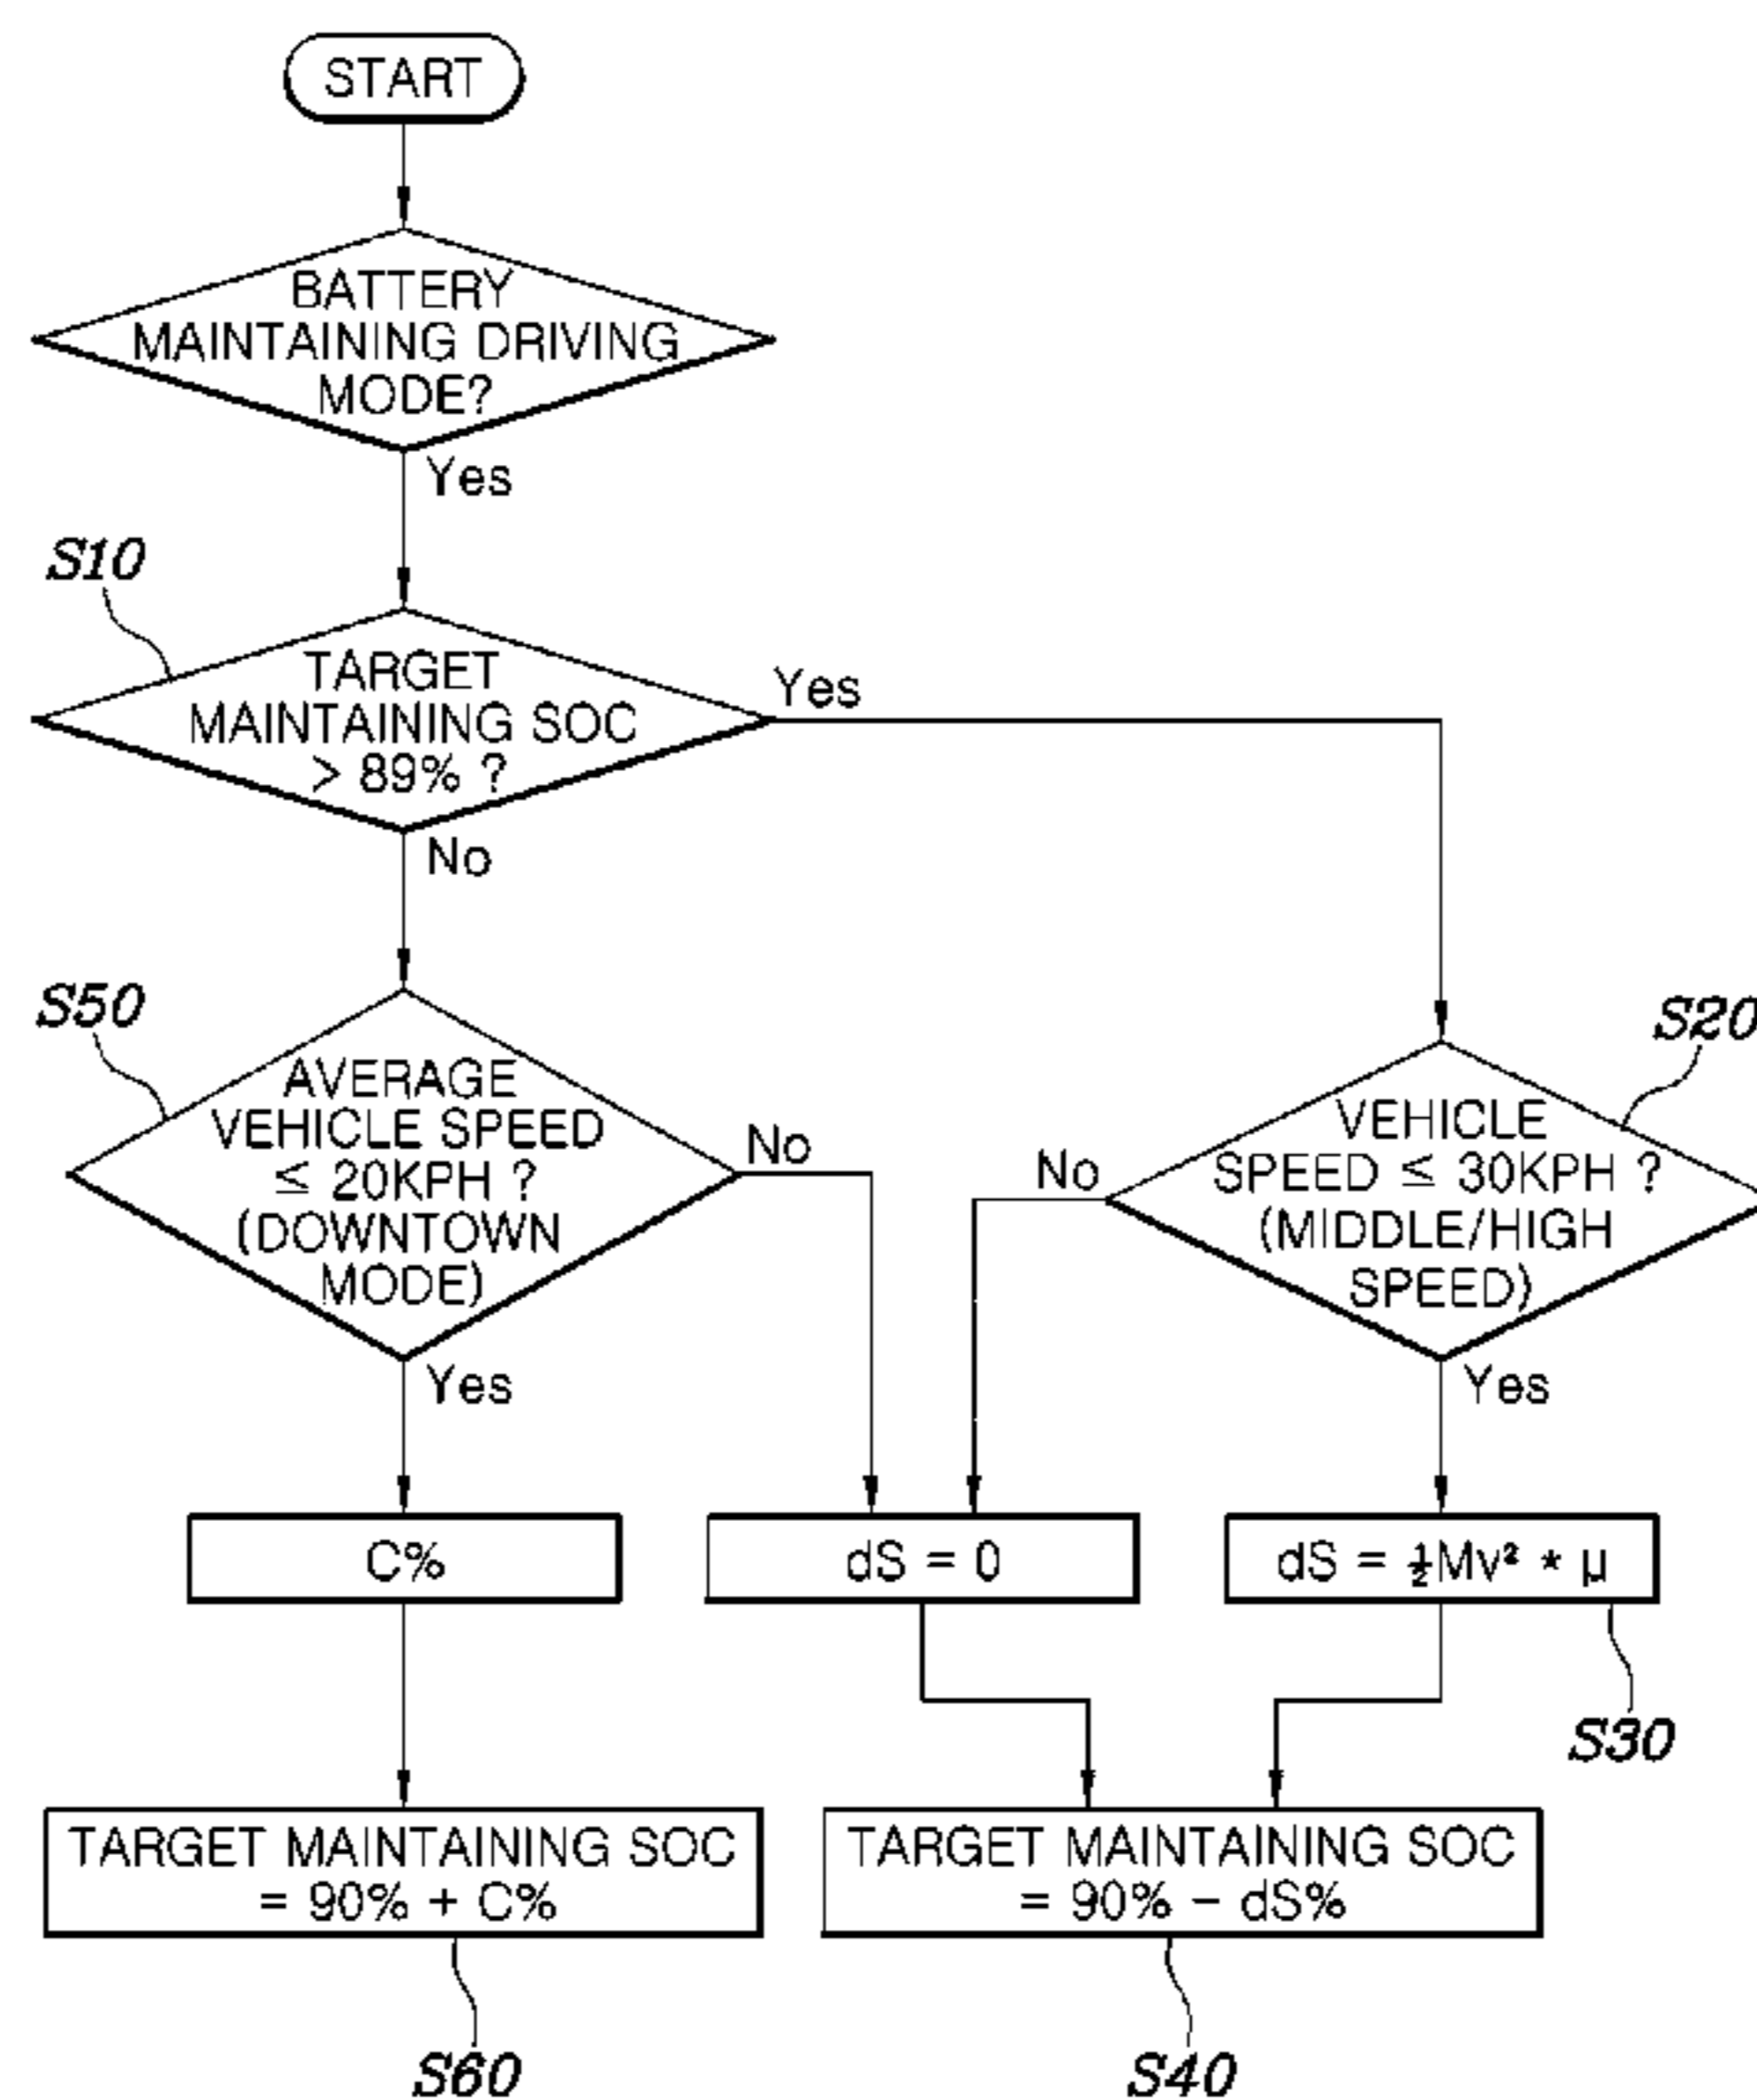 START
BATTERY
MAINTAINING DRIVING
MODE?
Yes
S10
TARGET
MAINTAINING SOC
> 89% ?
Yes
No
S50
AVERAGE
VEHICLE SPEED
≤ 20KPH ?
(DOWNTOWN
MODE)
No
Yes
S20
VEHICLE
SPEED ≤ 30KPH ?
(MIDDLE/HIGH
SPEED)
No
Yes
C%
dS = 0
dS = ½Mv² * μ
S30
TARGET MAINTAINING SOC
= 90% + C%
TARGET MAINTAINING SOC
= 90% − dS%
S60
S40